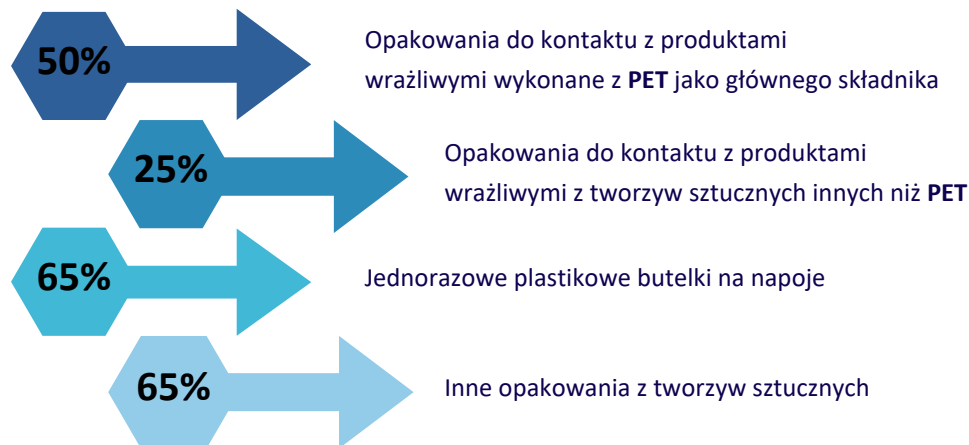 50%
Opakowania do kontaktu z produktami
wrażliwymi wykonane z PET jako głównego składnika
25%
Opakowania do kontaktu z produktami
wrażliwymi z tworzyw sztucznych innych niż PET
65%
Jednorazowe plastikowe butelki na napoje
65%
Inne opakowania z tworzyw sztucznych